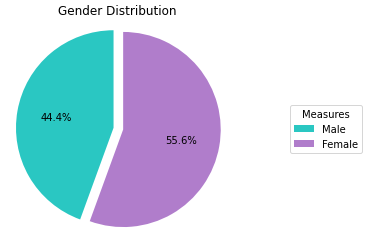 Gender Distribution
44.4%
55.6%
Measures
Male
Female